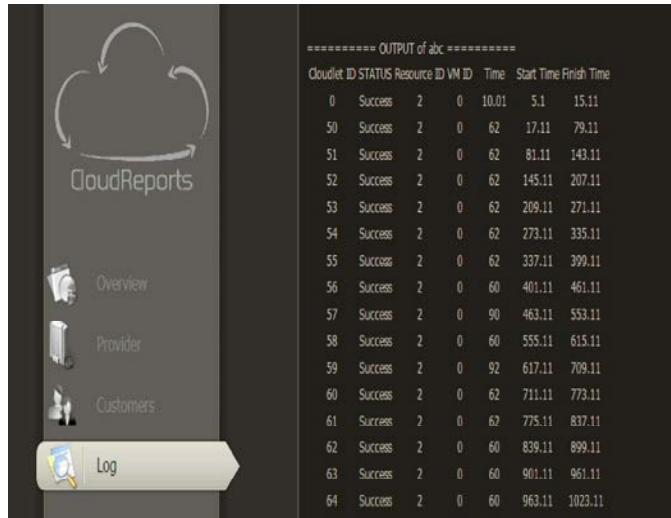 CloudReports
Overview
Provider
Customers
Log
========== OUTPUT of abc ==========
Cloudlet ID STATUS Resource ID VM ID Time Start Time Finish Time
0 Success 2 0 10.01 5.1 15.11
50 Success 2 0 62 17.11 79.11
51 Success 2 0 62 81.11 143.11
52 Success 2 0 62 145.11 207.11
53 Success 2 0 62 209.11 271.11
54 Success 2 0 62 273.11 335.11
55 Success 2 0 62 337.11 399.11
56 Success 2 0 60 401.11 461.11
57 Success 2 0 90 463.11 553.11
58 Success 2 0 60 555.11 615.11
59 Success 2 0 92 617.11 709.11
60 Success 2 0 62 711.11 773.11
61 Success 2 0 62 775.11 837.11
62 Success 2 0 60 839.11 899.11
63 Success 2 0 60 901.11 961.11
64 Success 2 0 60 963.11 1023.11